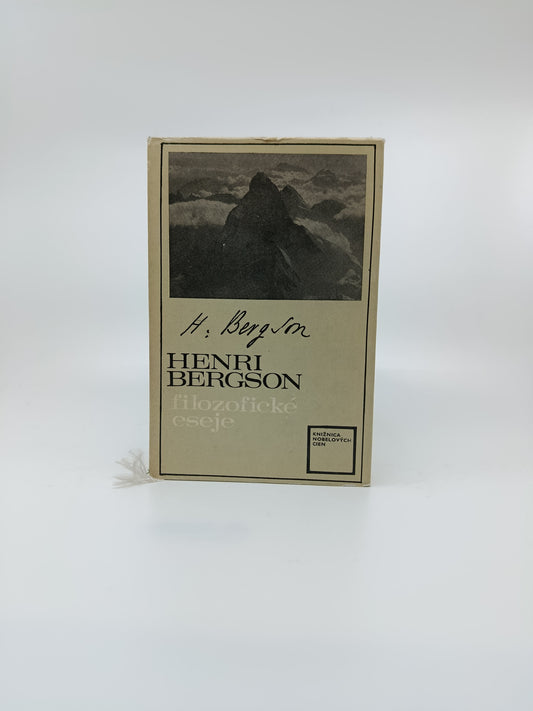 H. Bergson
HENRI
BERGSON
filozofické
eseje
KNIŽNICA
NOBELOVÝCH
CIEN